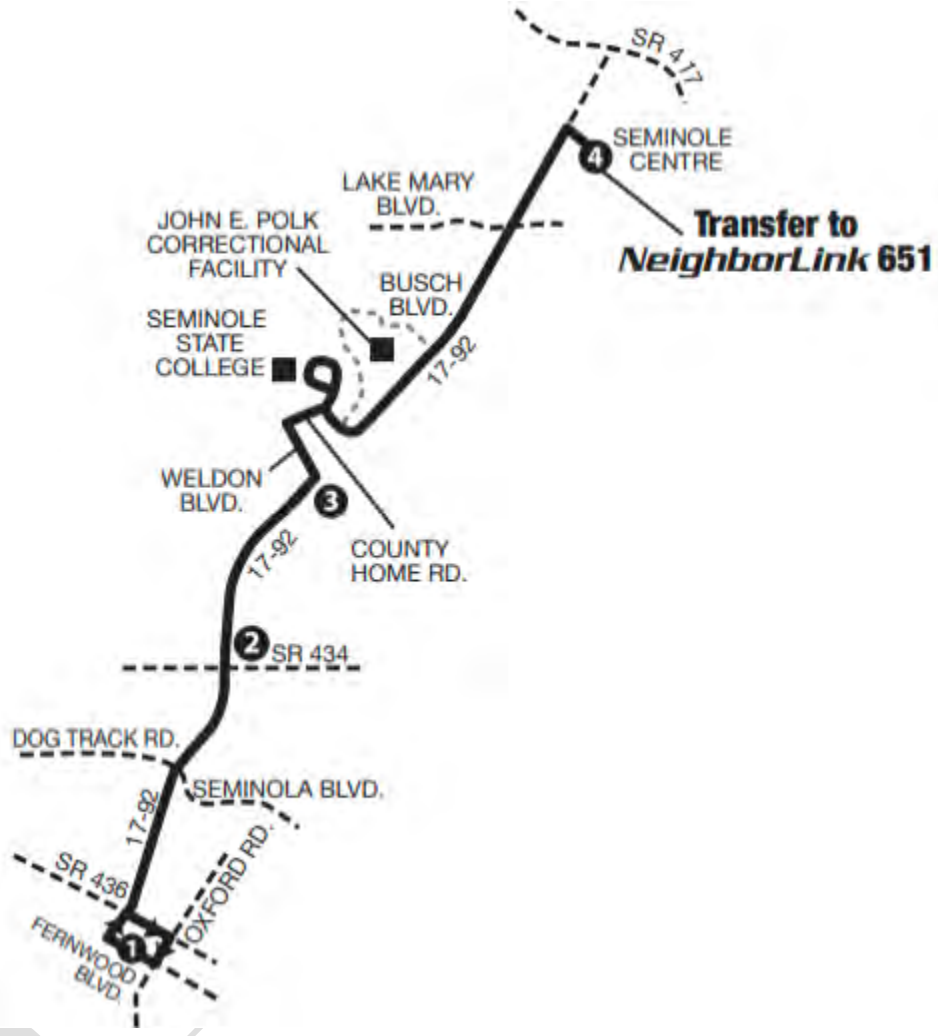 SR 417
SEMINOLE
CENTRE
4
LAKE MARY
BLVD.
Transfer to
NeighborLink 651
JOHN E. POLK
CORRECTIONAL
FACILITY
BUSCH
BLVD.
SEMINOLE
STATE
COLLEGE
17-92
WELDON
BLVD.
3
17-92
COUNTY
HOME RD.
2
SR 434
DOG TRACK RD.
SEMINOLA BLVD.
17-92
OXFORD RD.
SR 436
1
FERNWOOD
BLVD.